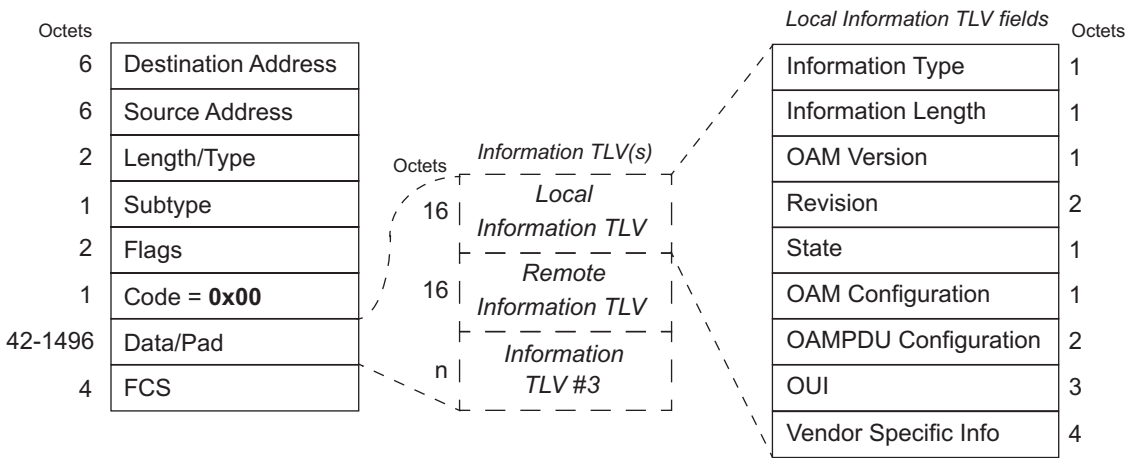 Octets
6 Destination Address
6 Source Address
2 Length/Type
1 Subtype
2 Flags
1 Code = 0x00
42-1496 Data/Pad
4 FCS
Octets
Information TLV(s)
16
Local
Information TLV
16
Remote
Information TLV
n
Information
TLV #3
Local Information TLV fields
Octets
Information Type 1
Information Length 1
OAM Version 1
Revision 2
State 1
OAM Configuration 1
OAMPDU Configuration 2
OUI 3
Vendor Specific Info 4